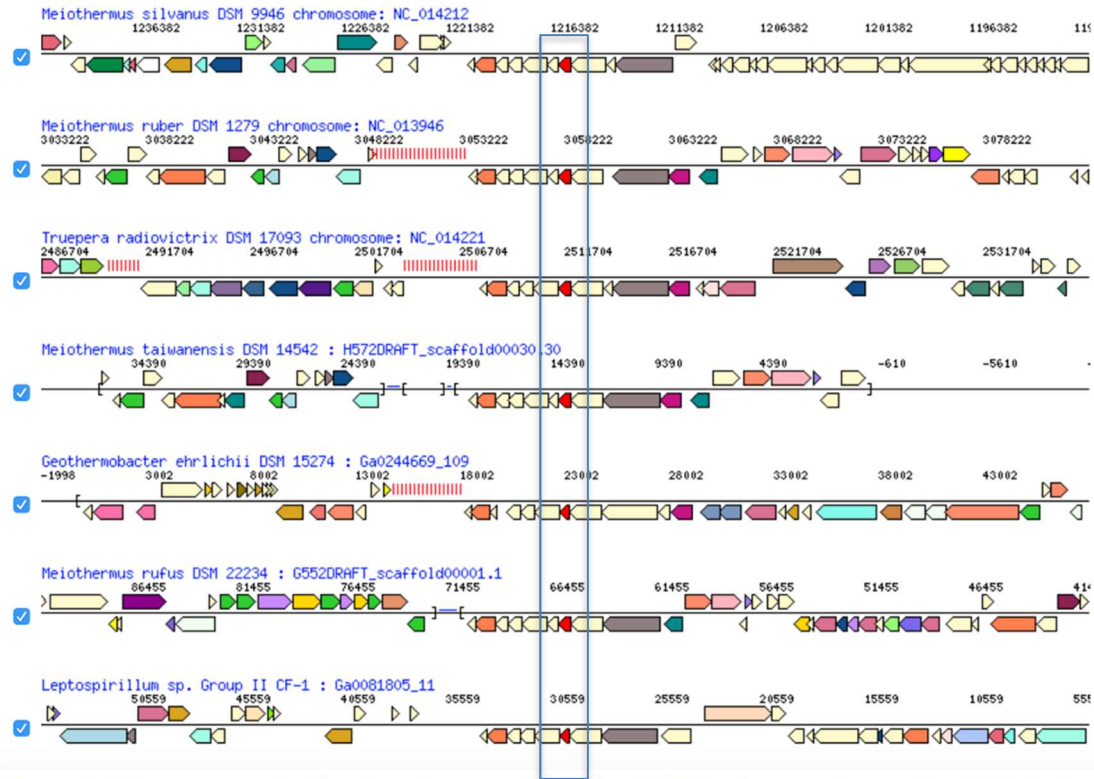 Meiothermus silvanus DSM 9946 chromosome: NC_014212
1236382 1231382 1226382 1221382 1216382 1211382 1206382 1201382 1196382 119
Meiothermus ruber DSM 1279 chromosome: NC_013946
3033222 3038222 3043222 3048222 3053222 3058222 3063222 3068222 3073222 3078222
Truepera radiovictrix DSM 17093 chromosome: NC_014221
2486704 2491704 2496704 2501704 2506704 2511704 2516704 2521704 2526704 2531704
Meiothermus taiwanensis DSM 14542 : H572DRAFT_scaffold00030.30
34390 29390 24390 19390 14390 9390 4390 -610 -5610 -
Geothermobacter ehrlichii DSM 15274 : Ga0244669_109
-1998 3002 8002 13002 18002 23002 28002 33002 38002 43002
Meiothermus rufus DSM 22234 : G552DRAFT_scaffold00001.1
86455 81455 76455 71455 66455 61455 56455 51455 46455 414
Leptospirillum sp. Group II CF-1 : Ga0081805_11
50559 45559 40559 35559 30559 25559 20559 15559 10559 555